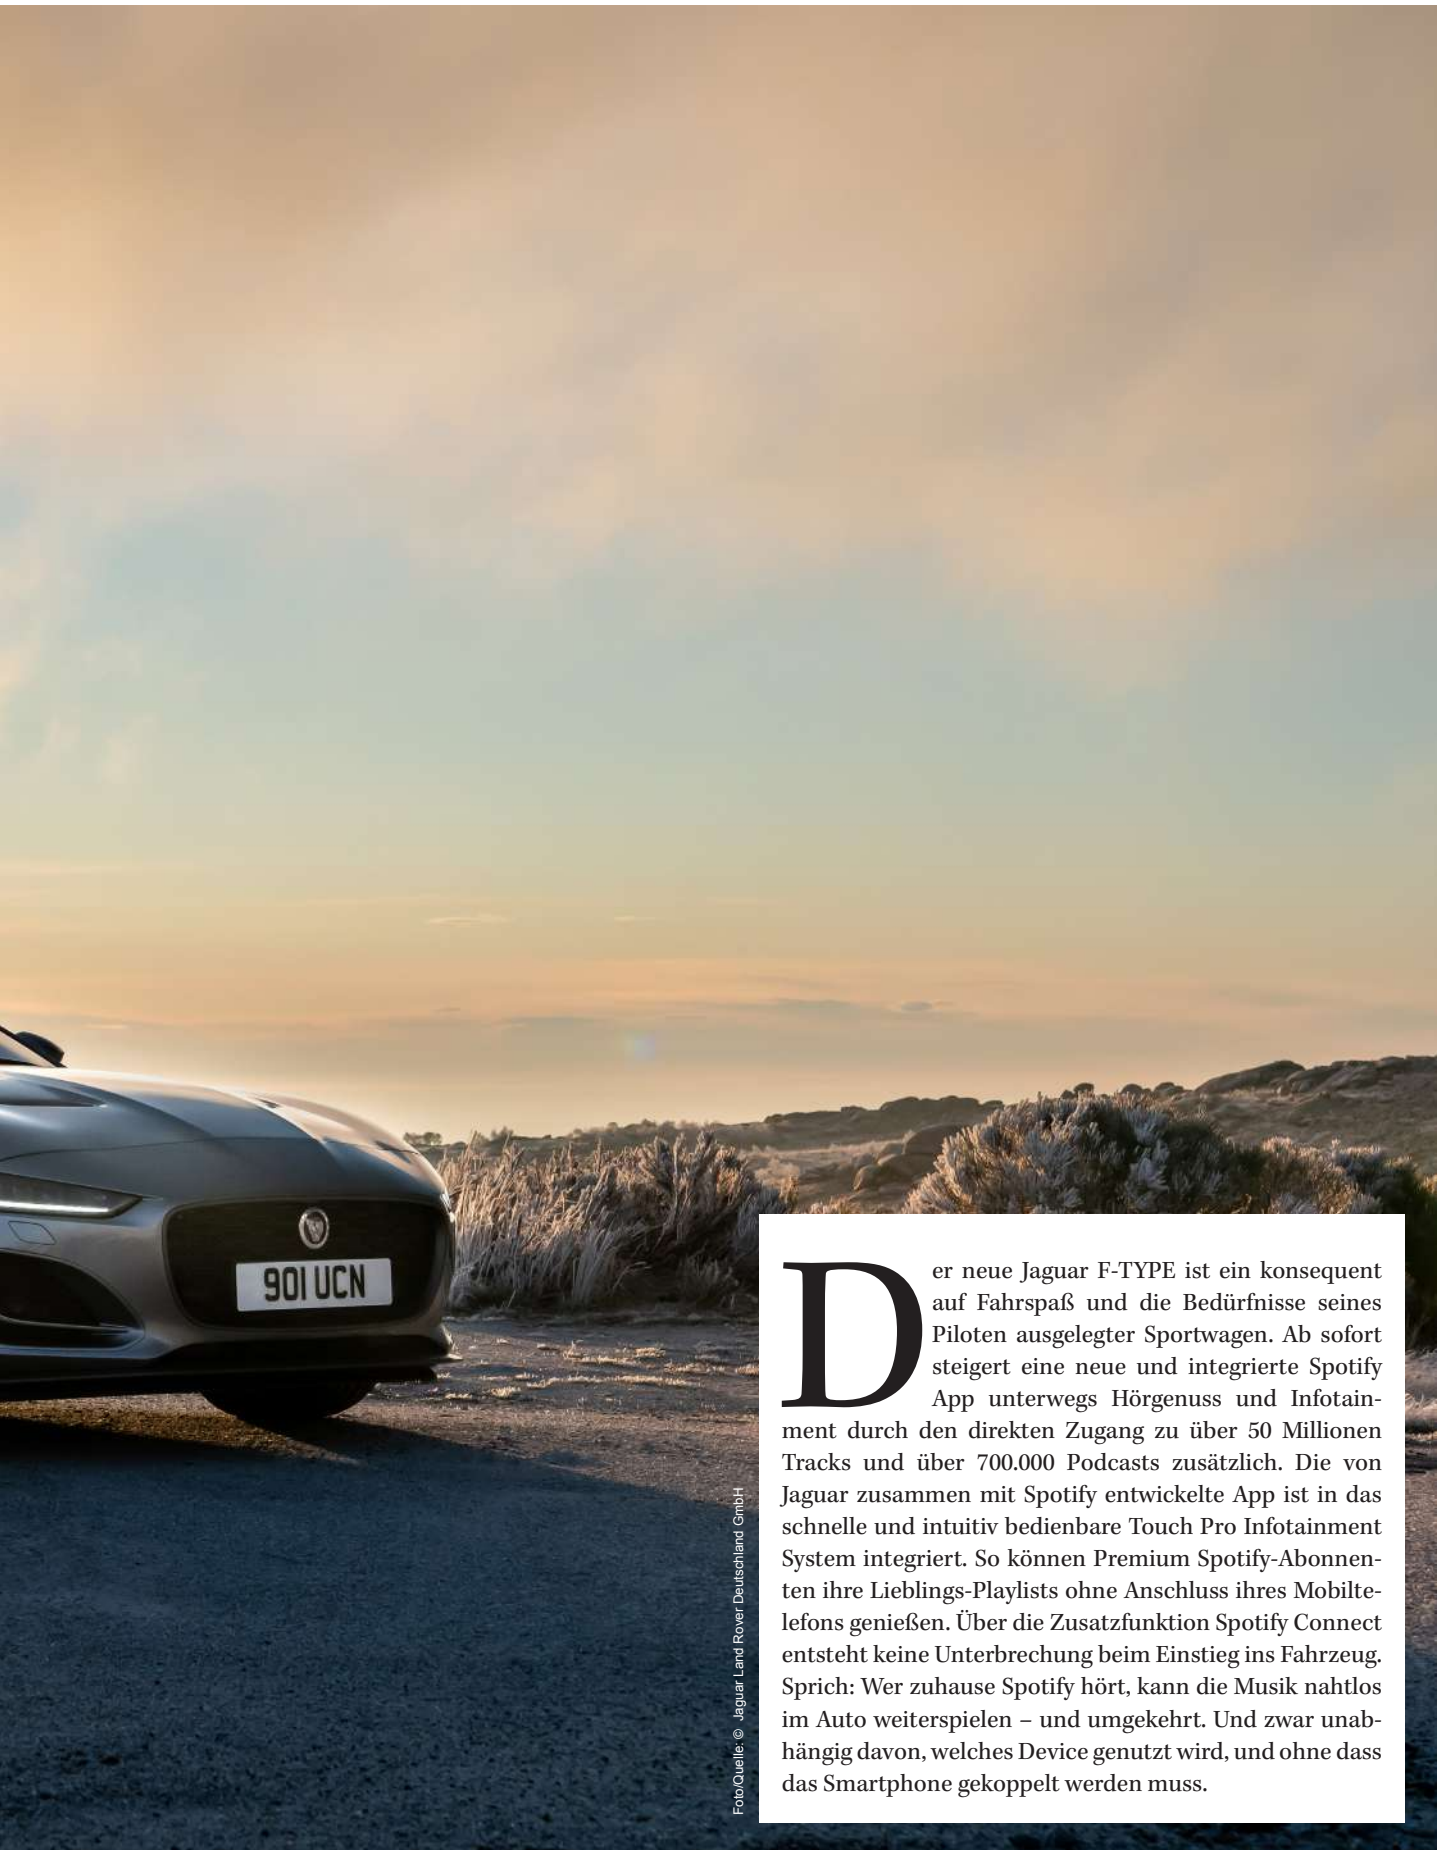 901 UCN
Der neue Jaguar F-TYPE ist ein konsequent
auf Fahrspaß und die Bedürfnisse seines
Piloten ausgelegter Sportwagen. Ab sofort
steigert eine neue und integrierte Spotify
App unterwegs Hörgenuss und Infotain-
ment durch den direkten Zugang zu über 50 Millionen
Tracks und über 700.000 Podcasts zusätzlich. Die von
Jaguar zusammen mit Spotify entwickelte App ist in das
schnelle und intuitiv bedienbare Touch Pro Infotainment
System integriert. So können Premium Spotify-Abonnen-
ten ihre Lieblings-Playlists ohne Anschluss ihres Mobilte-
lefons genießen. Über die Zusatzfunktion Spotify Connect
entsteht keine Unterbrechung beim Einstieg ins Fahrzeug.
Sprich: Wer zuhause Spotify hört, kann die Musik nahtlos
im Auto weiterspielen – und umgekehrt. Und zwar unab-
hängig davon, welches Device genutzt wird, und ohne dass
das Smartphone gekoppelt werden muss.
Foto/Quelle: © Jaguar Land Rover Deutschland GmbH